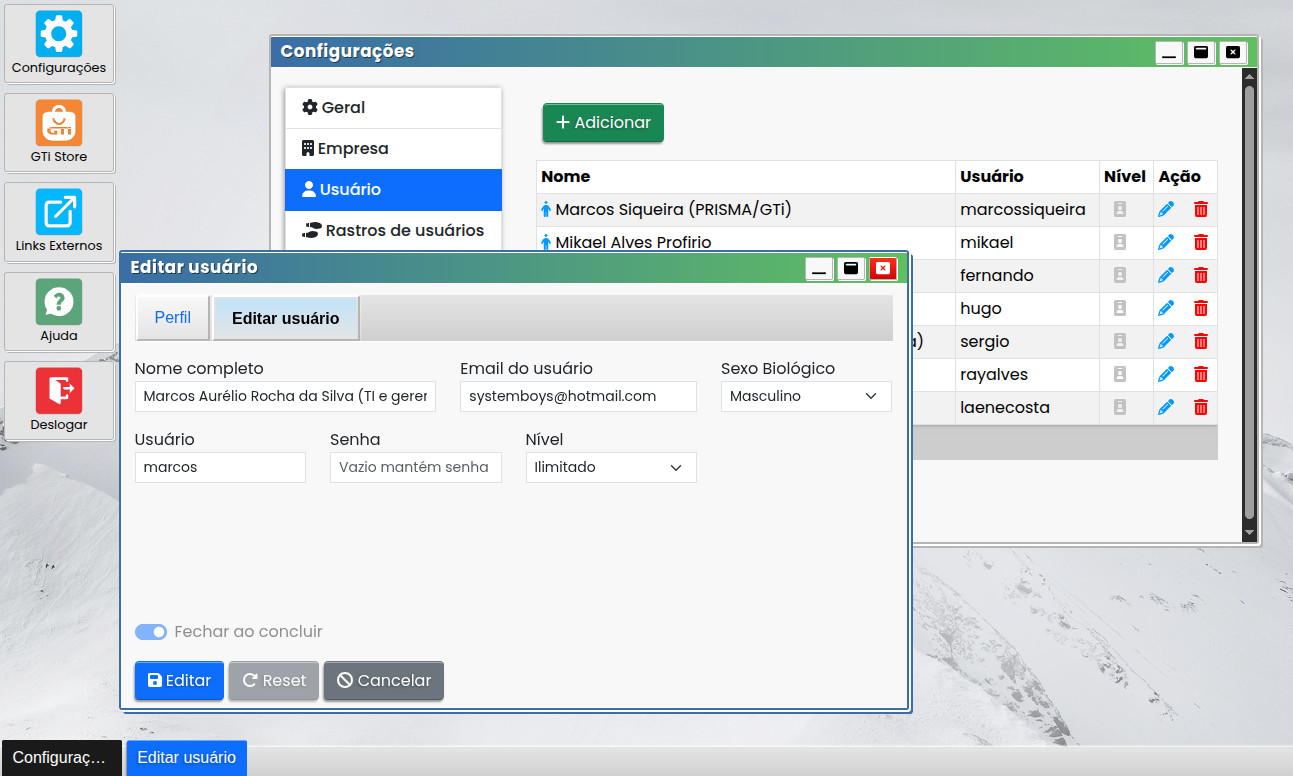 Configurações
GTi Store
Links Externos
Ajuda
Deslogar
Configurações
Geral
Empresa
Usuário
Rastros de usuários
Adicionar
Nome Usuário Nível Ação
Marcos Siqueira (PRISMA/GTi) marcossiqueira
Mikael Alves Profirio mikael
fernando
hugo
sergio
rayalves
laenecosta
Editar usuário
Perfil Editar usuário
Nome completo Email do usuário Sexo Biológico
Marcos Aurélio Rocha da Silva (TI e gerer systemboys@hotmail.com Masculino
Usuário Senha Nível
marcos Vazio mantém senha Ilimitado
Fechar ao concluir
Editar Reset Cancelar
Configuraç... Editar usuário